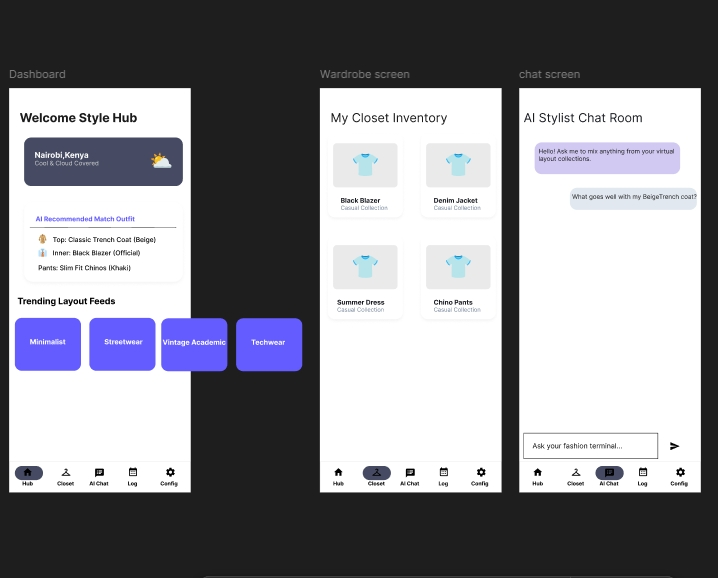 Dashboard
Welcome Style Hub
Nairobi,Kenya
Cool & Cloud Covered
AI Recommended Match Outfit
Top: Classic Trench Coat (Beige)
Inner: Black Blazer (Official)
Pants: Slim Fit Chinos (Khaki)
Trending Layout Feeds
Minimalist
Streetwear
Vintage Academic
Techwear
Hub
Closet
AI Chat
Log
Config
Wardrobe screen
My Closet Inventory
Black Blazer
Casual Collection
Denim Jacket
Casual Collection
Summer Dress
Casual Collection
Chino Pants
Casual Collection
Hub
Closet
AI Chat
Log
Config
chat screen
AI Stylist Chat Room
Hello! Ask me to mix anything from your virtual
layout collections.
What goes well with my BeigeTrench coat?
Ask your fashion terminal...
Hub
Closet
AI Chat
Log
Config